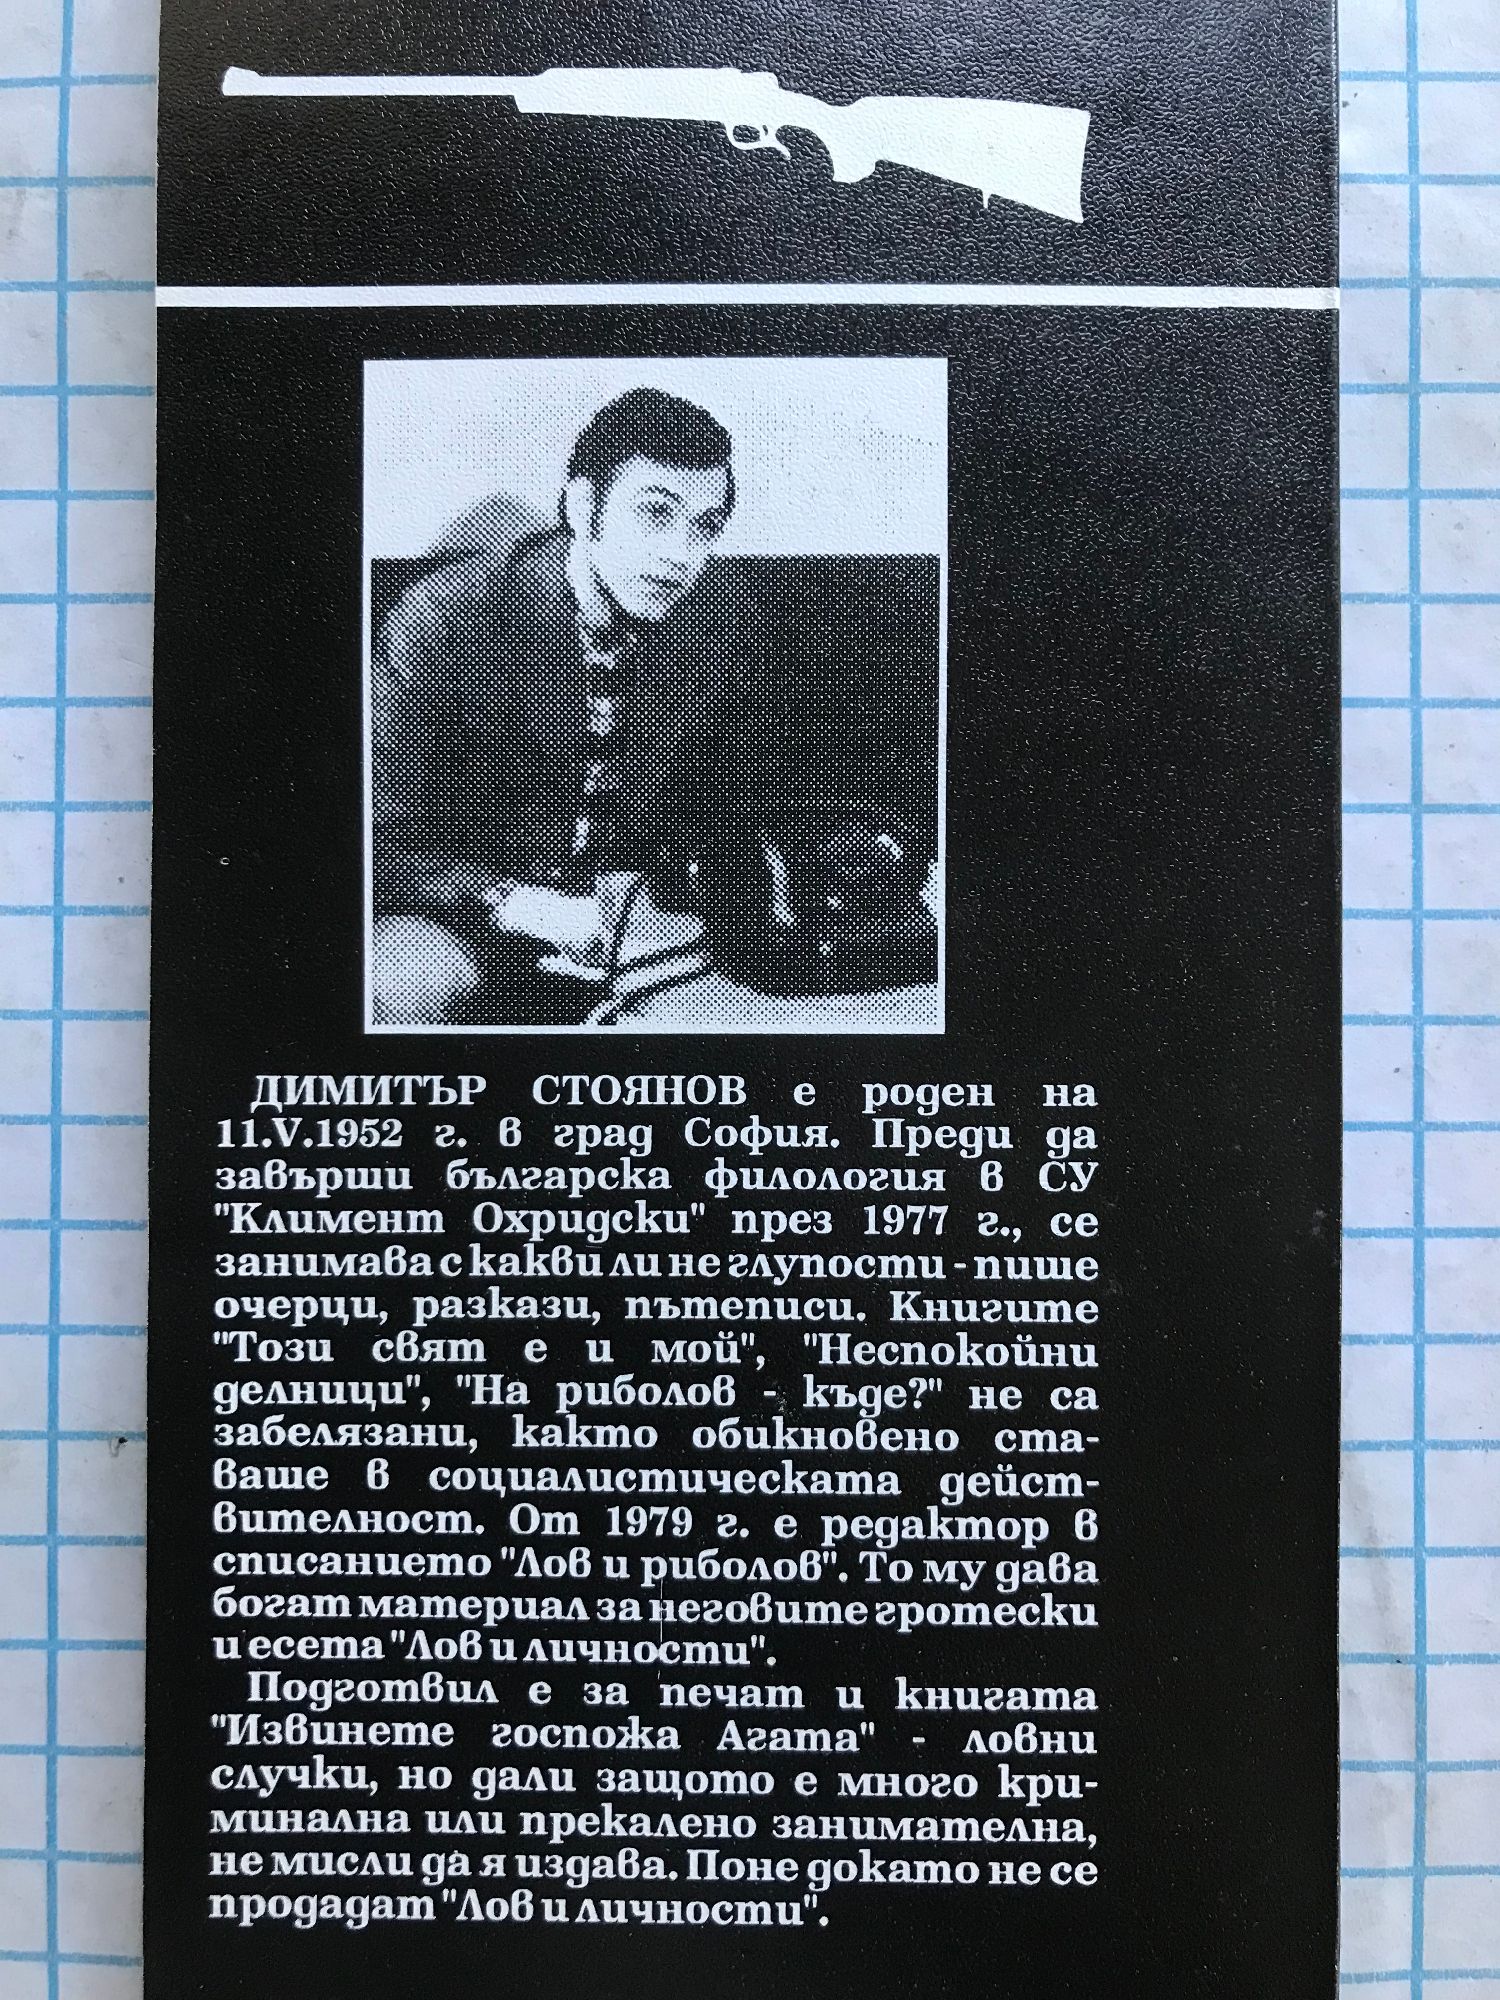 ДИМИТЪР СТОЯНОВ е роден на
11.V.1952 г. в град София. Преди да
завърши българска филология в СУ
"Климент Охридски" през 1977 г., се
занимава с какви ли не глупости - пише
очерци, разкази, пътеписи. Книгите
"Този свят е и мой", "Неспокойни
делници", "На риболов - къде?" не са
забелязани, както обикновено ста-
ваше в социалистическата дейст-
вителност. От 1979 г. е редактор в
списанието "Лов и риболов". То му дава
богат материал за неговите гротески
и есета "Лов и личности".
Подготвил е за печат и книгата
"Извинете госпожа Агата" - ловни
случки, но дали защото е много кри-
минална или прекалено занимателна,
не мисли да я издава. Поне докато не се
продадат "Лов и личности".